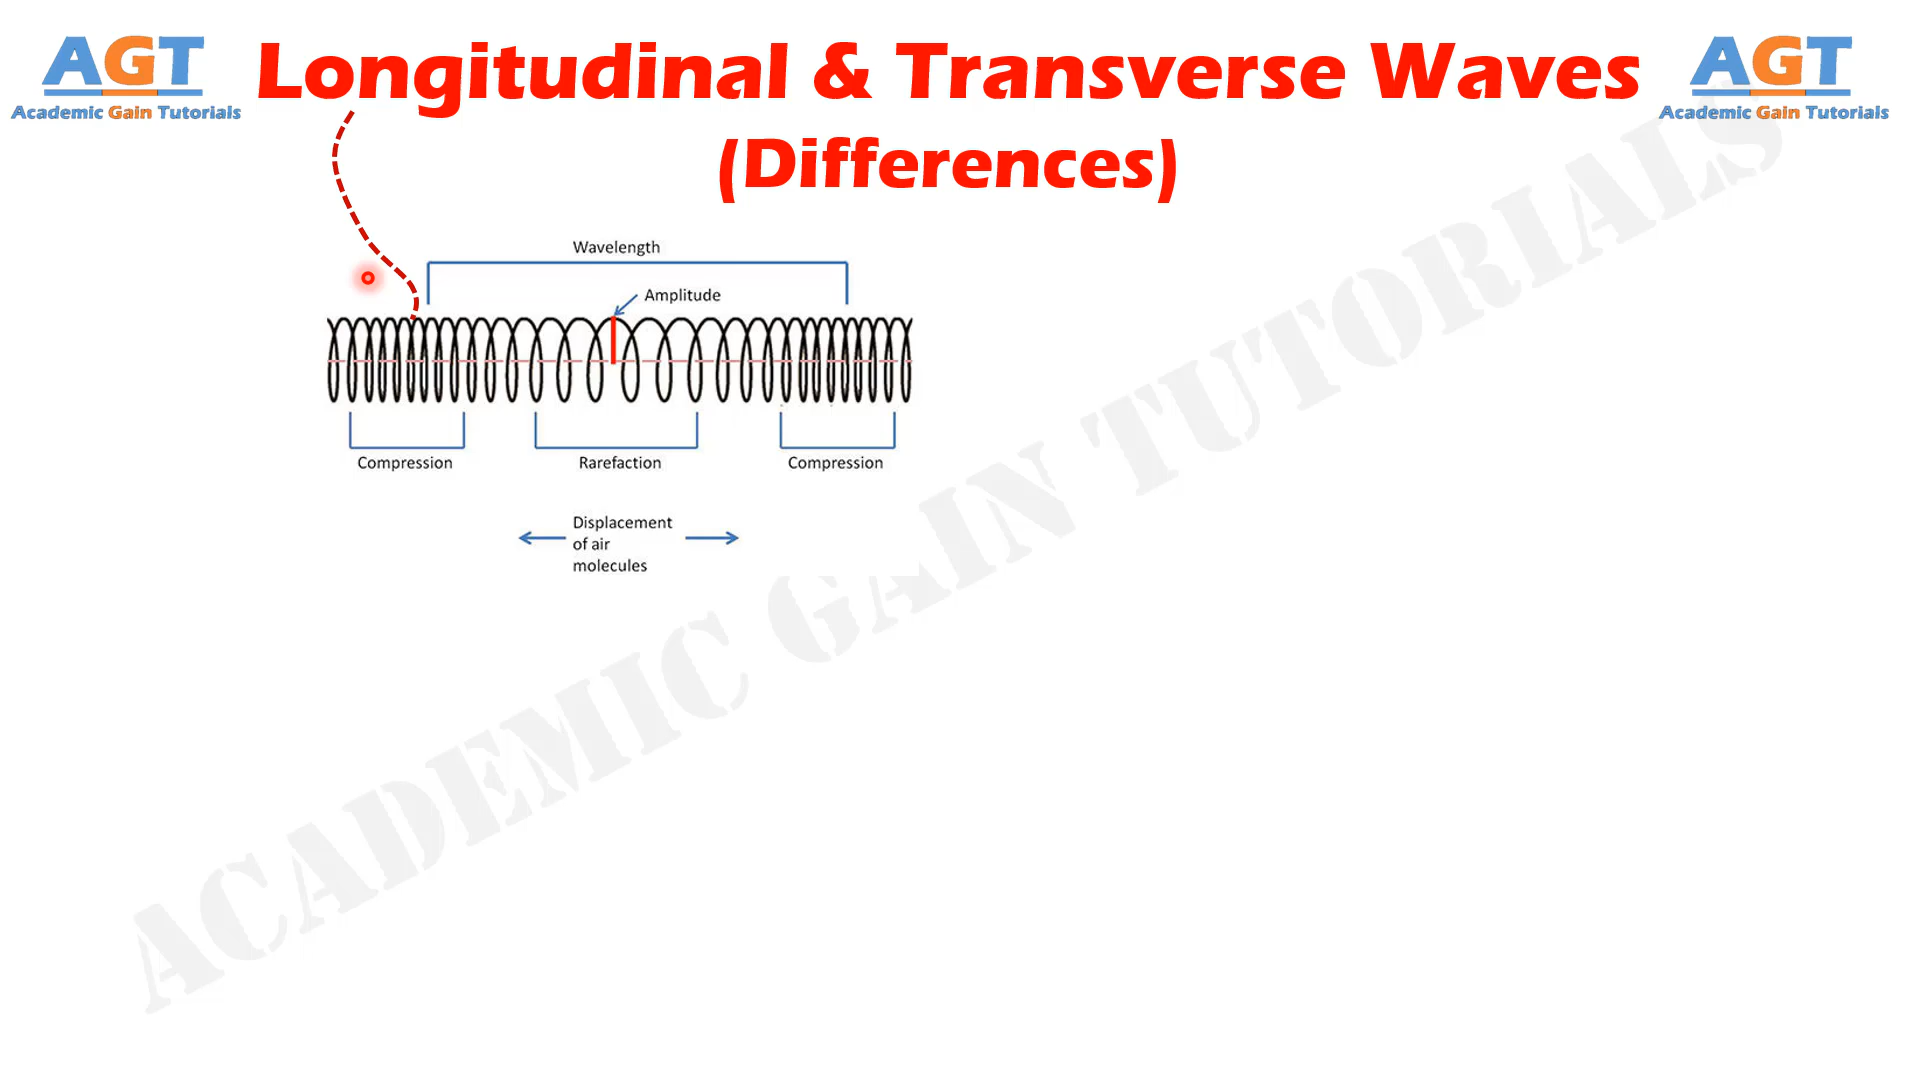 AGT
Academic Gain Tutorials
Longitudinal & Transverse Waves
(Differences)
AGT
Academic Gain Tutorials
Wavelength
Amplitude
Compression
Rarefaction
Compression
Displacement
of air
molecules
ACADEMIC GAIN TUTORIALS